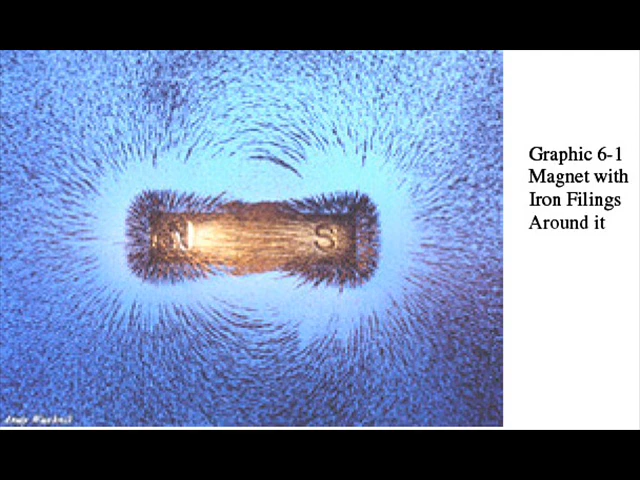 N S
Graphic 6-1
Magnet with
Iron Filings
Around it